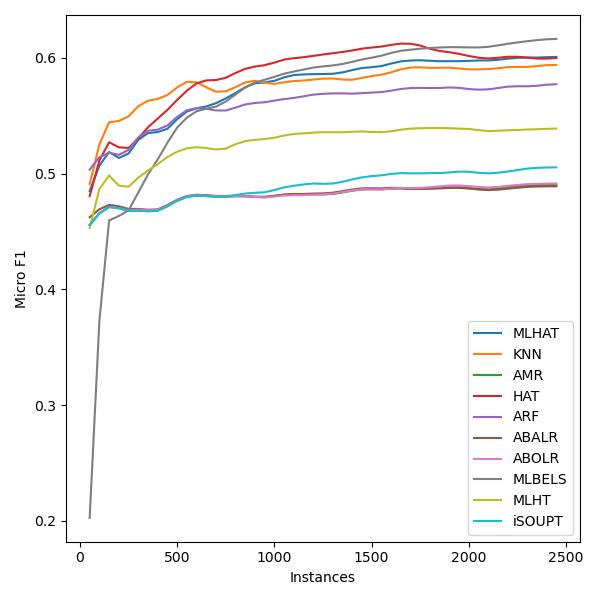 0.6
0.5
0.4
0.3
0.2
Micro F1
0 500 1000 1500 2000 2500
Instances
MLHAT
KNN
AMR
HAT
ARF
ABALR
ABOLR
MLBELS
MLHT
iSOUPT